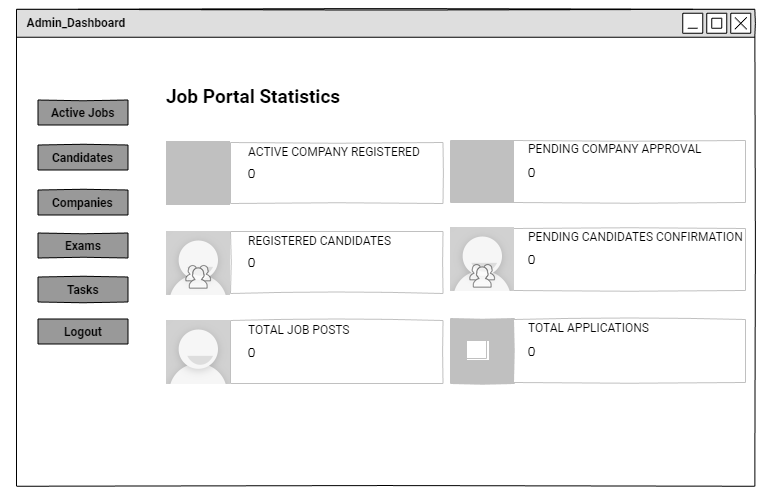 Admin_Dashboard
Job Portal Statistics
Active Jobs
Candidates
Companies
Exams
Tasks
Logout
ACTIVE COMPANY REGISTERED
0
PENDING COMPANY APPROVAL
0
REGISTERED CANDIDATES
0
PENDING CANDIDATES CONFIRMATION
0
TOTAL JOB POSTS
0
TOTAL APPLICATIONS
0